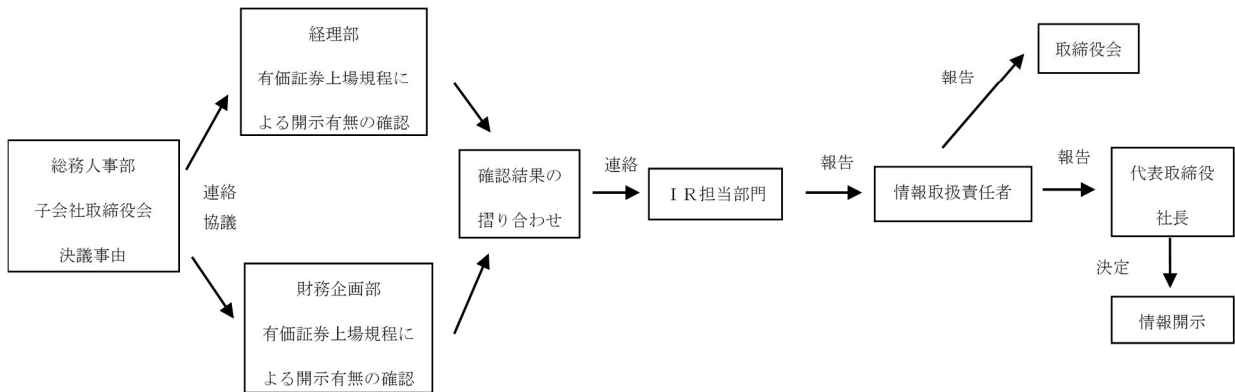 総務人事部
子会社取締役会
決議事由
連絡
協議
経理部
有価証券上場規程に
よる開示有無の確認
財務企画部
有価証券上場規程に
よる開示有無の確認
確認結果の
摺り合わせ
連絡
ＩＲ担当部門
報告
情報取扱責任者
報告
取締役会
報告
代表取締役
社長
決定
情報開示